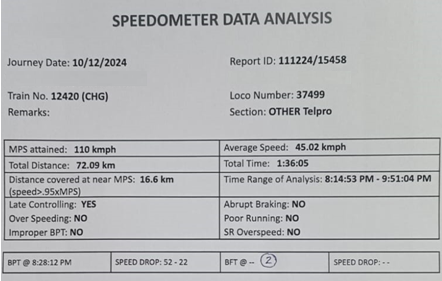 SPEEDOMETER DATA ANALYSIS
Journey Date: 10/12/2024 Report ID: 111224/15458
Train No. 12420 (CHG) Loco Number: 37499
Remarks: Section: OTHER Telpro
MPS attained: 110 kmph Average Speed: 45.02 kmph
Total Distance: 72.09 km Total Time: 1:36:05
Distance covered at near MPS: 16.6 km Time Range of Analysis: 8:14:53 PM - 9:51:04 PM
(speed>.95xMPS)
Late Controlling: YES Abrupt Braking: NO
Over Speeding: NO Poor Running: NO
Improper BPT: NO SR Overspeed: NO
BPT @ 8:28:12 PM SPEED DROP: 52 - 22 BFT @ -- 2 SPEED DROP: - -